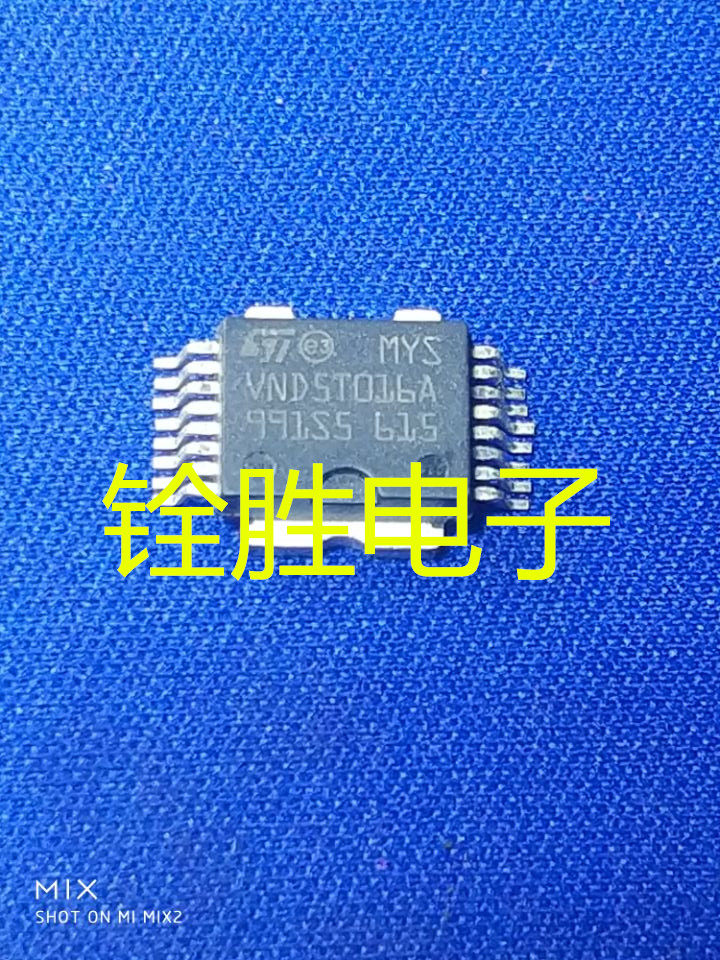 ST e3 MYS
VND5T016A
991S5 615
铨胜电子
MIX
SHOT ON MI MIX2